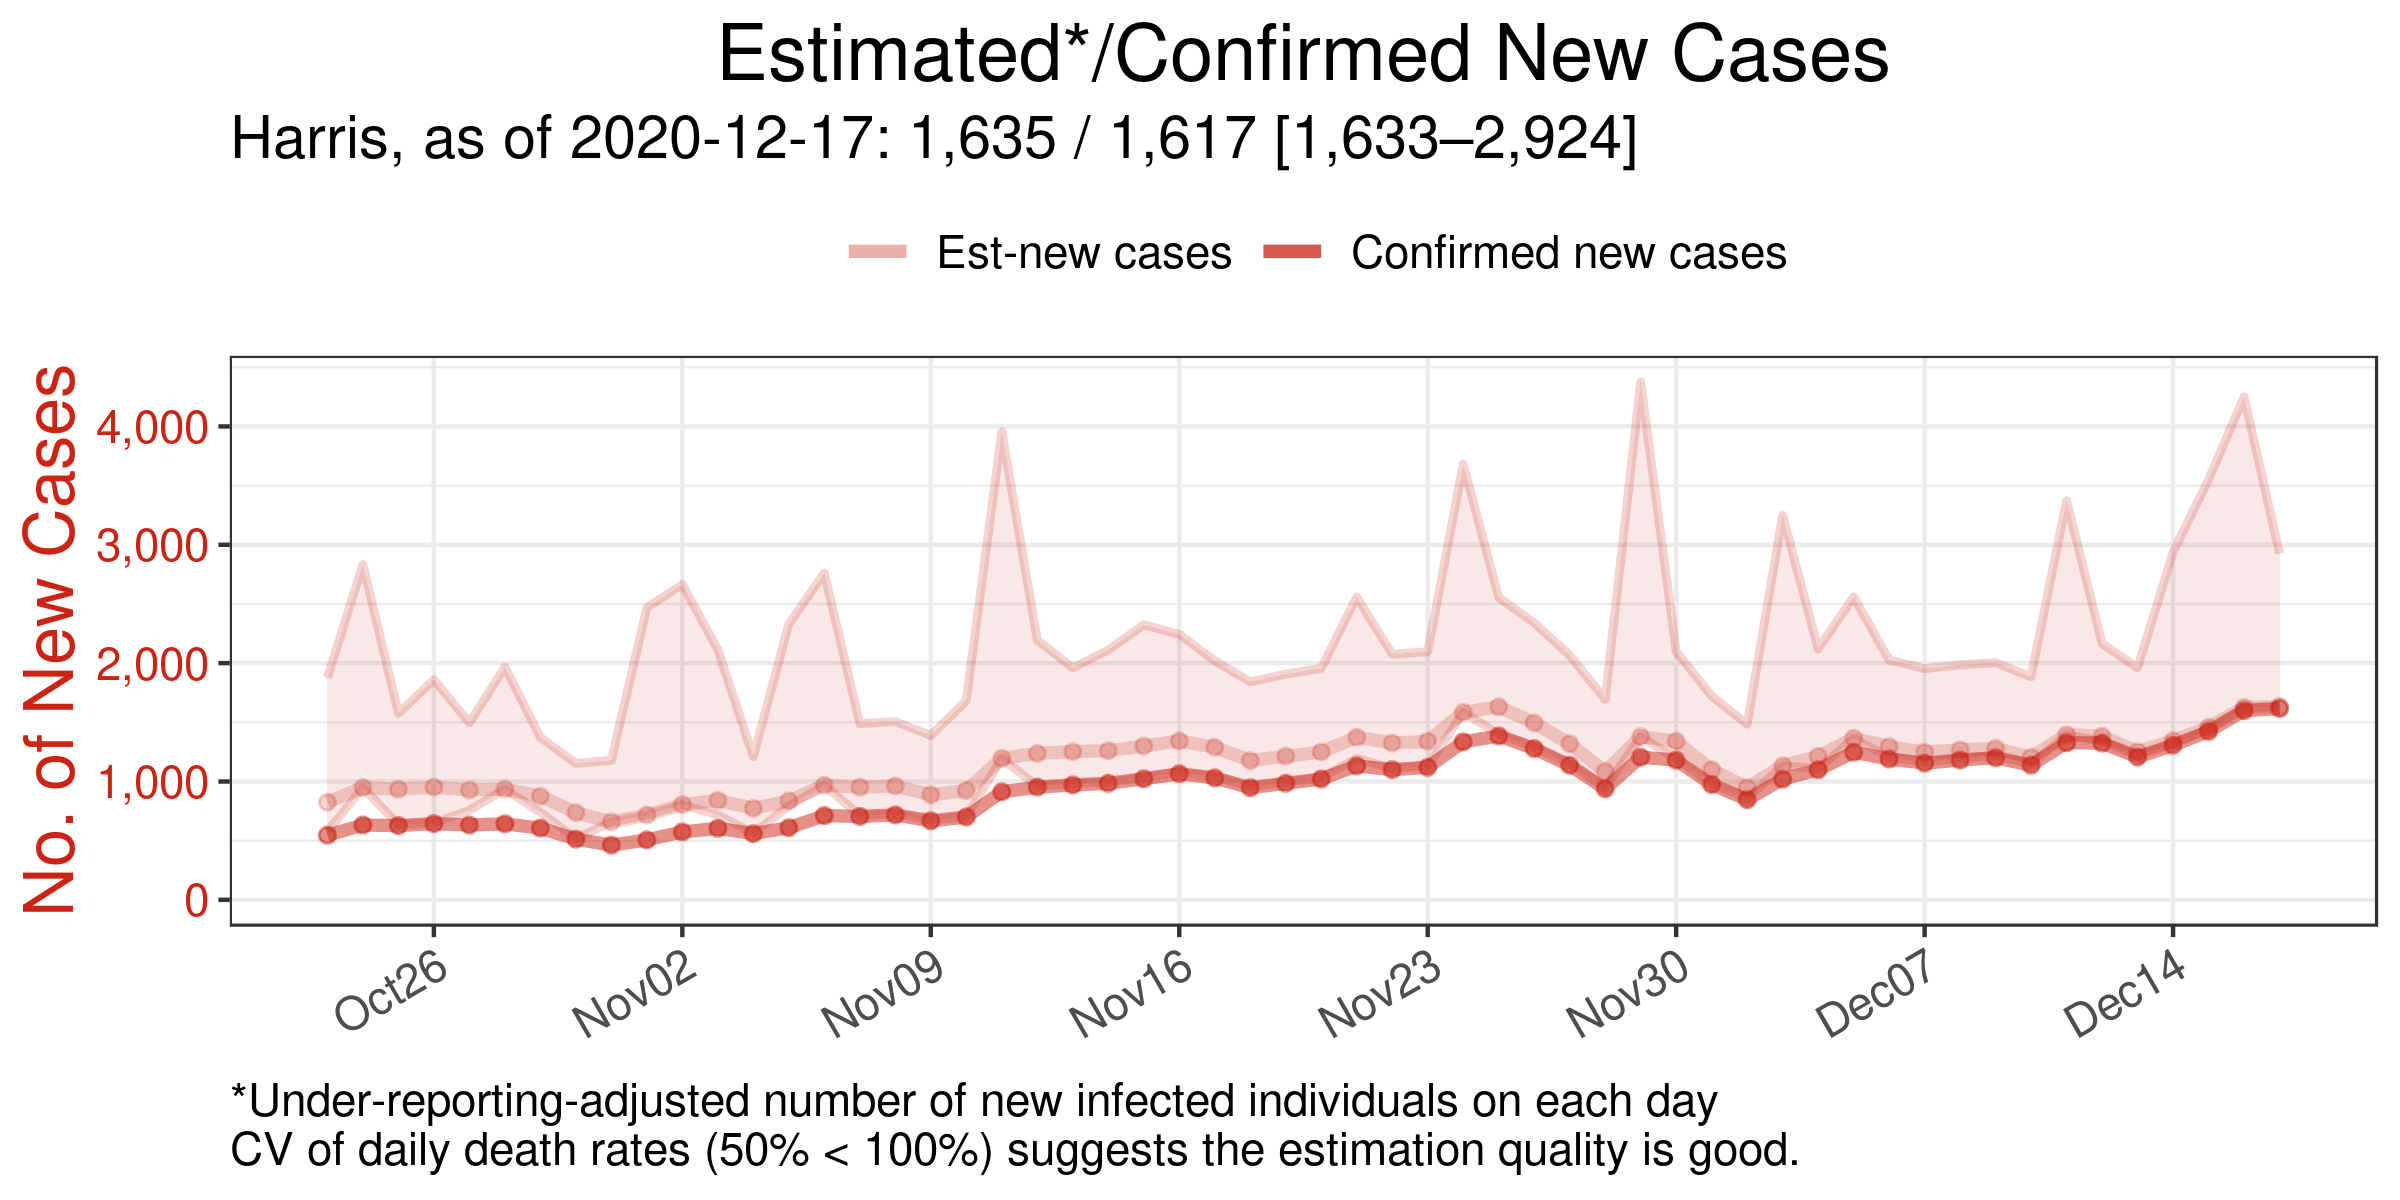 Estimated*/Confirmed New Cases
Harris, as of 2020-12-17: 1,635 / 1,617 [1,633–2,924]
Est-new cases
Confirmed new cases
No. of New Cases
4,000
3,000
2,000
1,000
0
Oct26
Nov02
Nov09
Nov16
Nov23
Nov30
Dec07
Dec14
*Under-reporting-adjusted number of new infected individuals on each day
CV of daily death rates (50% < 100%) suggests the estimation quality is good.